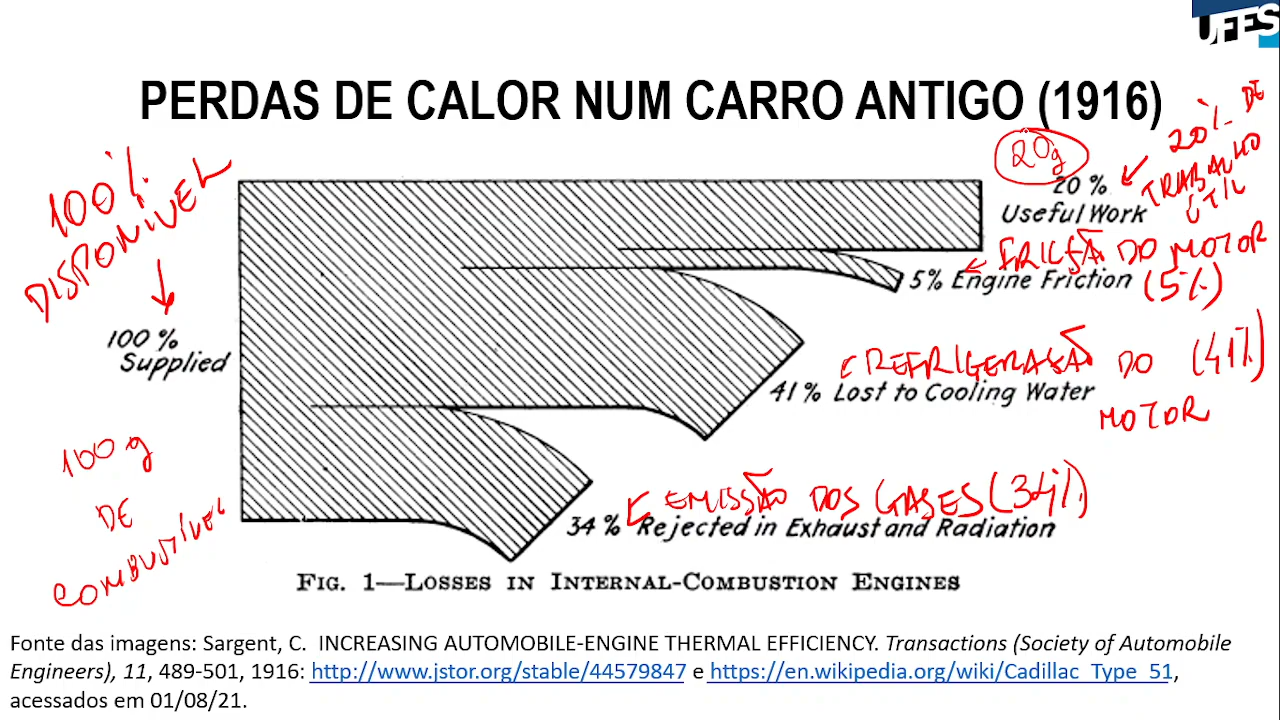 UFES
PERDAS DE CALOR NUM CARRO ANTIGO (1916)
100%
DISPONÍVEL
20g
20% DE
TRABALHO
ÚTIL
20 %
Useful Work
FRICÇÃO DO MOTOR
(5%)
5% Engine Friction
100 %
Supplied
REFRIGERAÇÃO DO (41%)
MOTOR
41 % Lost to Cooling Water
100 g
DE
COMBUSTÍVEL
EMISSÃO DOS GASES (34%)
34 % Rejected in Exhaust and Radiation
FIG. 1—LOSSES IN INTERNAL-COMBUSTION ENGINES
Fonte das imagens: Sargent, C. INCREASING AUTOMOBILE-ENGINE THERMAL EFFICIENCY. Transactions (Society of Automobile
Engineers), 11, 489-501, 1916: http://www.jstor.org/stable/44579847 e https://en.wikipedia.org/wiki/Cadillac_Type_51,
acessados em 01/08/21.